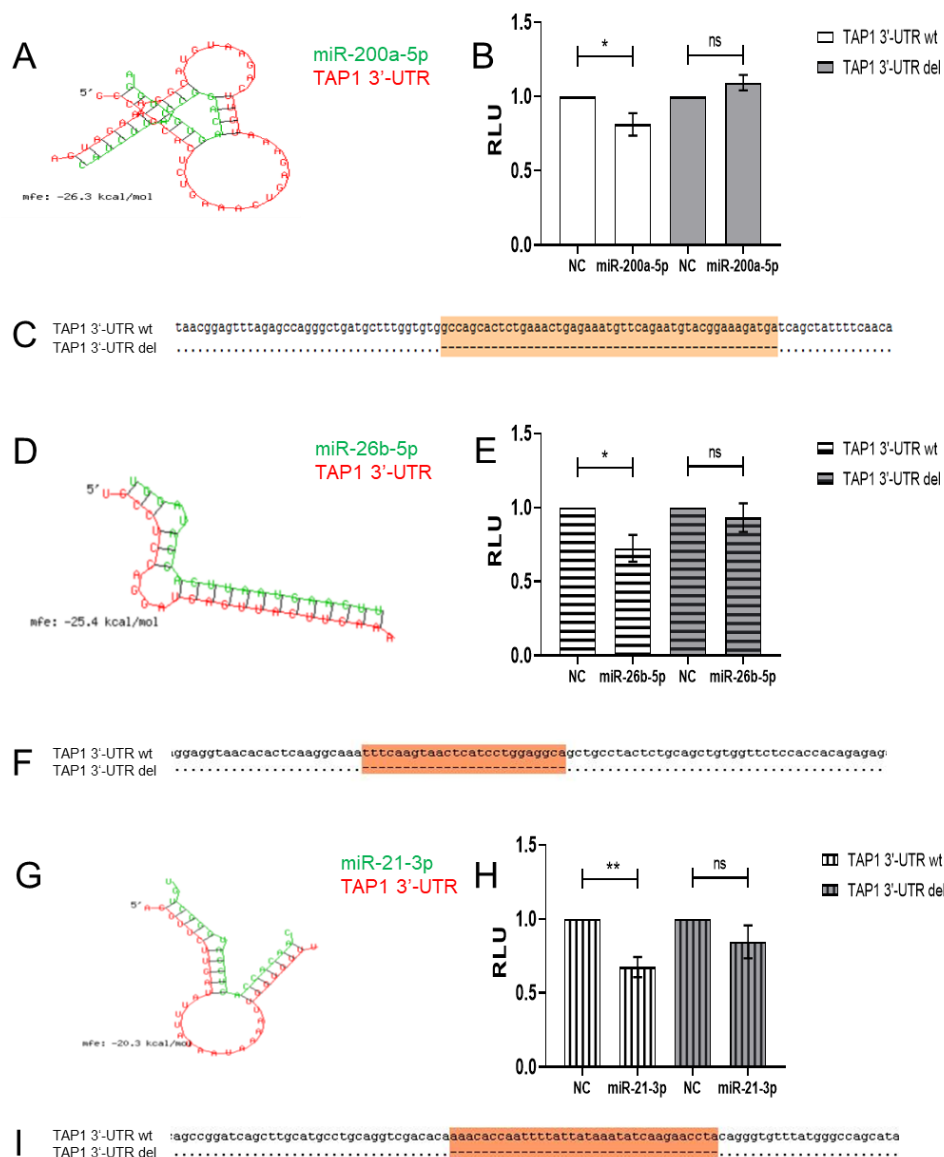 A
miR-200a-5p
TAP1 3'-UTR
5'
mfe: -26.3 kcal/mol
B
RLU
1.5
1.0
0.5
0.0
*
ns
NC
miR-200a-5p
NC
miR-200a-5p
TAP1 3'-UTR wt
TAP1 3'-UTR del
C
TAP1 3'-UTR wt taacggagtttagagccagggctgatgctttggtgtggccagcactctgaaactgagaaatgttcagaatgtacggaaagatgatcagctattttcaaca
TAP1 3'-UTR del
D
miR-26b-5p
TAP1 3'-UTR
5'
mfe: -25.4 kcal/mol
E
RLU
1.5
1.0
0.5
0.0
*
ns
NC
miR-26b-5p
NC
miR-26b-5p
TAP1 3'-UTR wt
TAP1 3'-UTR del
F
TAP1 3'-UTR wt ggaggtaacacactcaaggcaaatttcaagtaactcatcctggaggcagctgcctactctgcagctgtggttctccaccacagagag
TAP1 3'-UTR del
G
miR-21-3p
TAP1 3'-UTR
5'
mfe: -20.3 kcal/mol
H
RLU
1.5
1.0
0.5
0.0
**
ns
NC
miR-21-3p
NC
miR-21-3p
TAP1 3'-UTR wt
TAP1 3'-UTR del
I
TAP1 3'-UTR wt agccggatcagcttgcatgcctgcaggtcgacacaaaacaccaattttattataaatatcaagaacctacagggtgtttatgggccagcata
TAP1 3'-UTR del